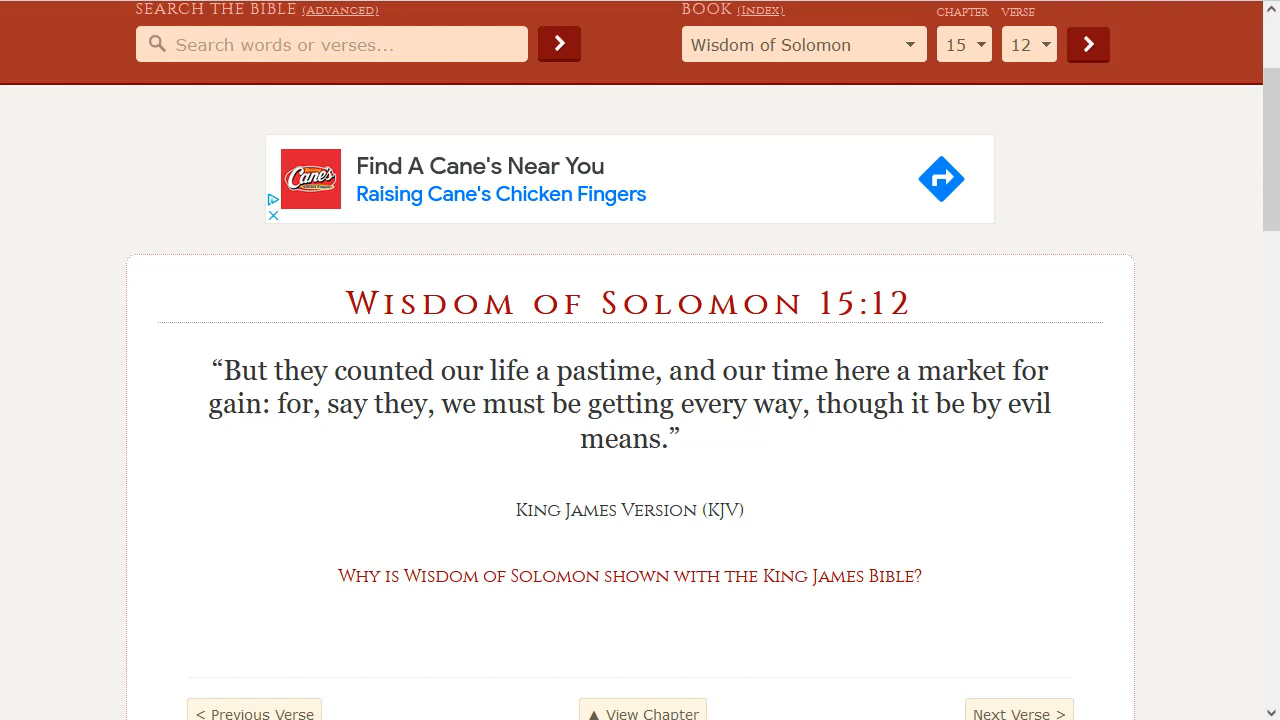 SEARCH THE BIBLE (Advanced)
BOOK (Index)
CHAPTER
VERSE
Search words or verses...
Wisdom of Solomon
15
12
Cane's
Find A Cane's Near You
Raising Cane's Chicken Fingers
Wisdom of Solomon 15:12
“But they counted our life a pastime, and our time here a market for
gain: for, say they, we must be getting every way, though it be by evil
means.”
King James Version (KJV)
Why is Wisdom of Solomon shown with the King James Bible?
< Previous Verse
▲ View Chapter
Next Verse >